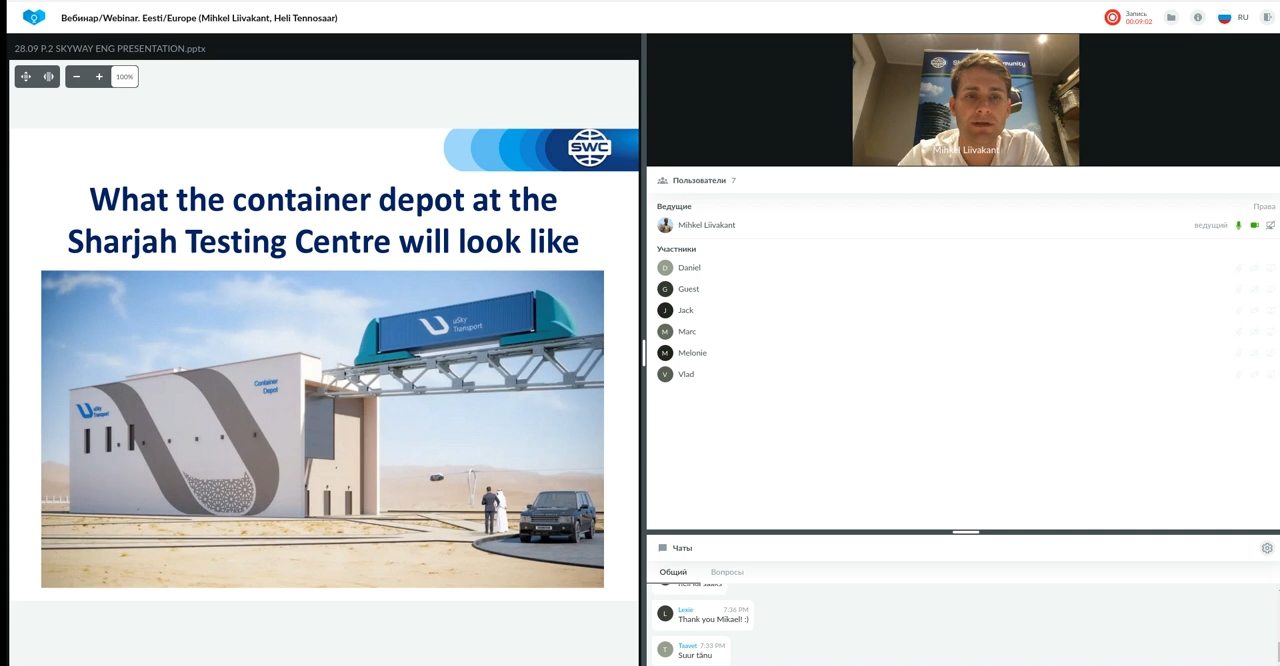 Вебинар/Webinar. Eesti/Europe (Mihkel Liivakant, Heli Tennosaar)
Запись
00:09:02
RU
28.09 P.2 SKYWAY ENG PRESENTATION.pptx
100%
SWC
What the container depot at the
Sharjah Testing Centre will look like
uSky
Transport
Container
Depot
uSky
Transport
Mihkel Liivakant
Пользователи 7
Ведущие
Права
Mihkel Liivakant
ведущий
Участники
D Daniel
G Guest
J Jack
M Marc
M Melonie
V Vlad
Чаты
Общий
Вопросы
L
Lexie 7:36 PM
Thank you Mikael! :)
T
Taavet 7:33 PM
Suur tänu